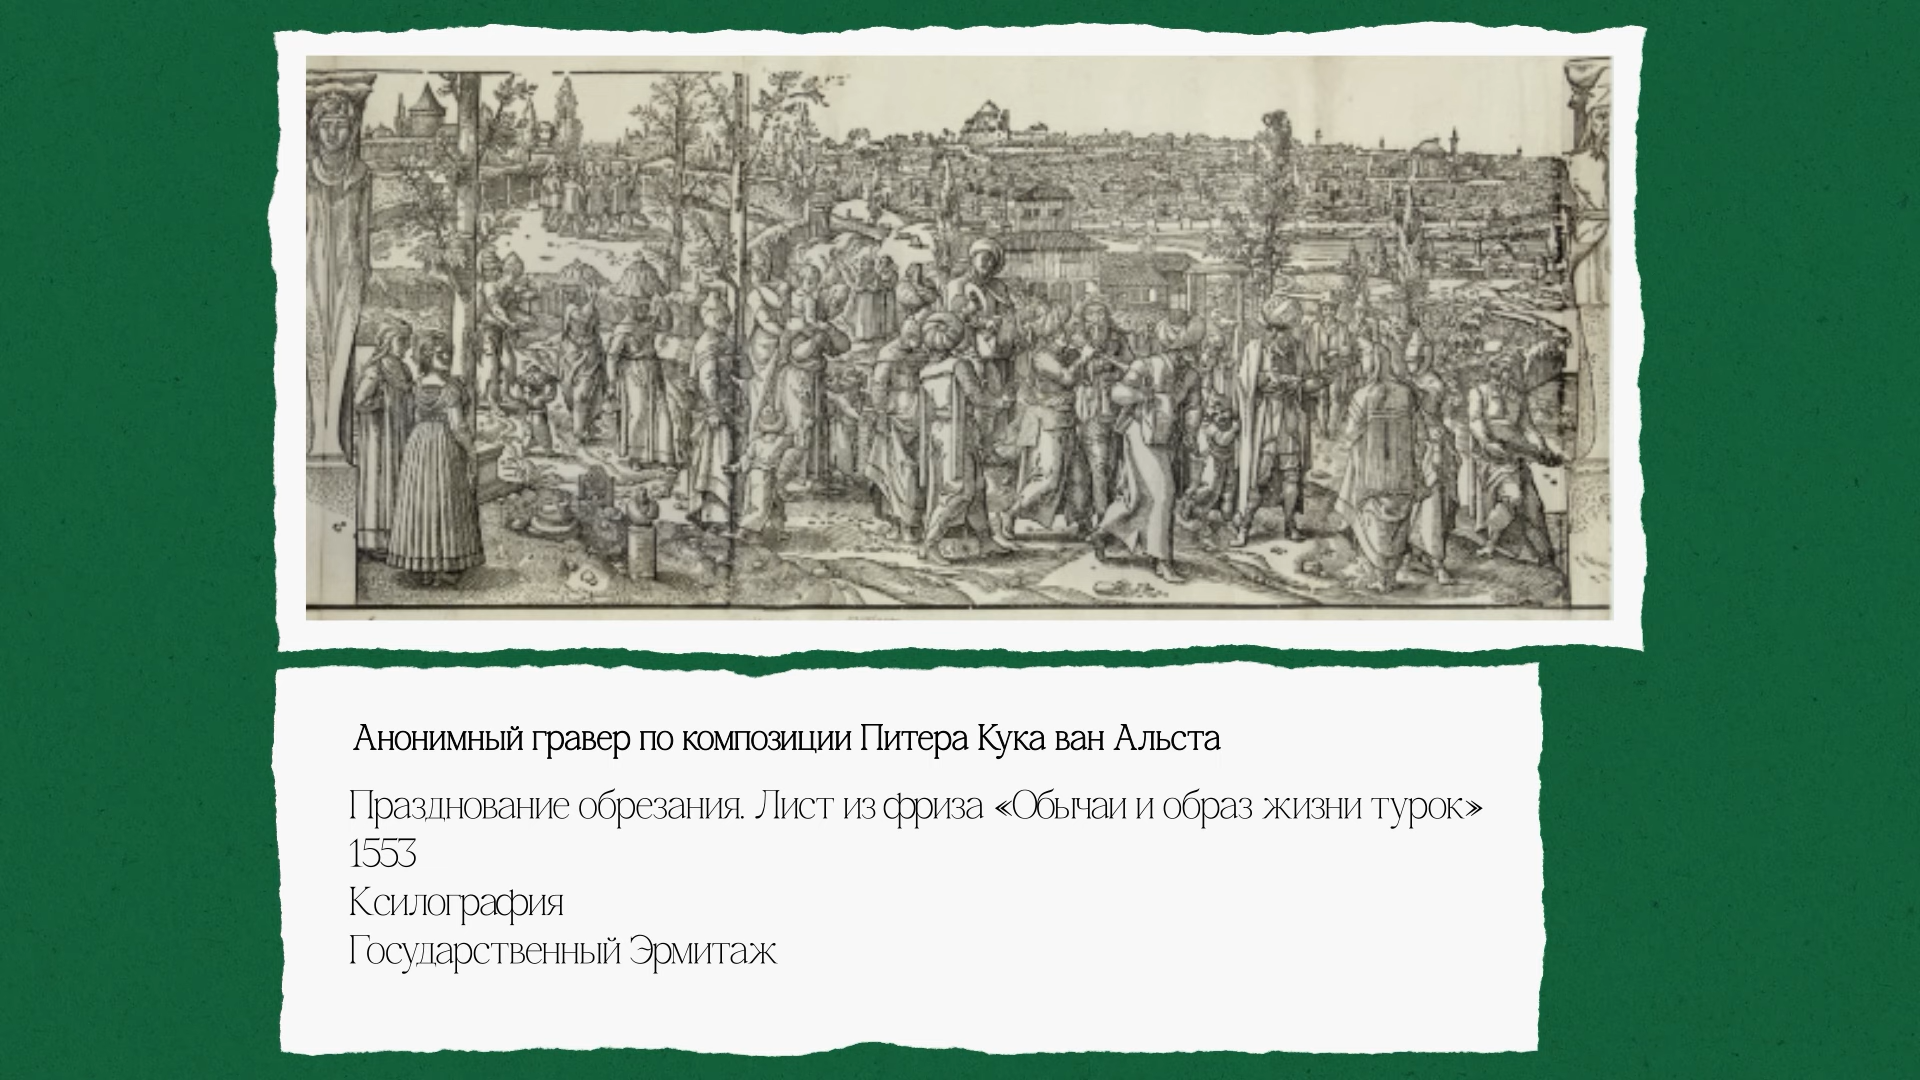 Анонимный гравер по композиции Питера Кука ван Альста
Празднование обрезания. Лист из фриза «Обычаи и образ жизни турок»
1553
Ксилография
Государственный Эрмитаж